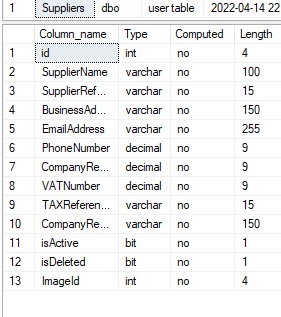 1 Suppliers dbo user table 2022-04-14 22
Column_name Type Computed Length
1 id int no 4
2 SupplierName varchar no 100
3 SupplierRef... varchar no 15
4 BusinessAd... varchar no 150
5 EmailAddress varchar no 255
6 PhoneNumber decimal no 9
7 CompanyRe... decimal no 9
8 VATNumber decimal no 9
9 TAXReferen... varchar no 15
10 CompanyRe... varchar no 150
11 isActive bit no 1
12 isDeleted bit no 1
13 ImageId int no 4